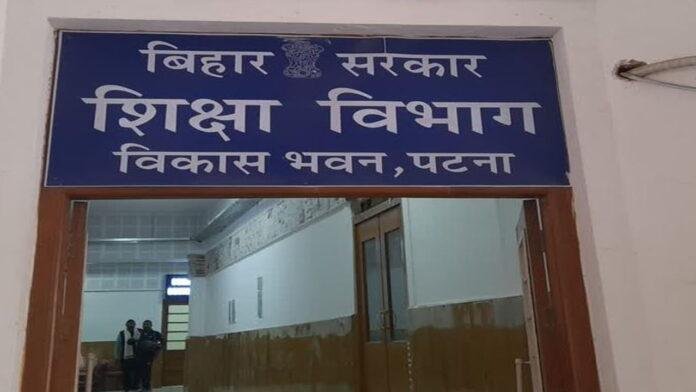 बिहार सरकार
शिक्षा विभाग
विकास भवन, पटना